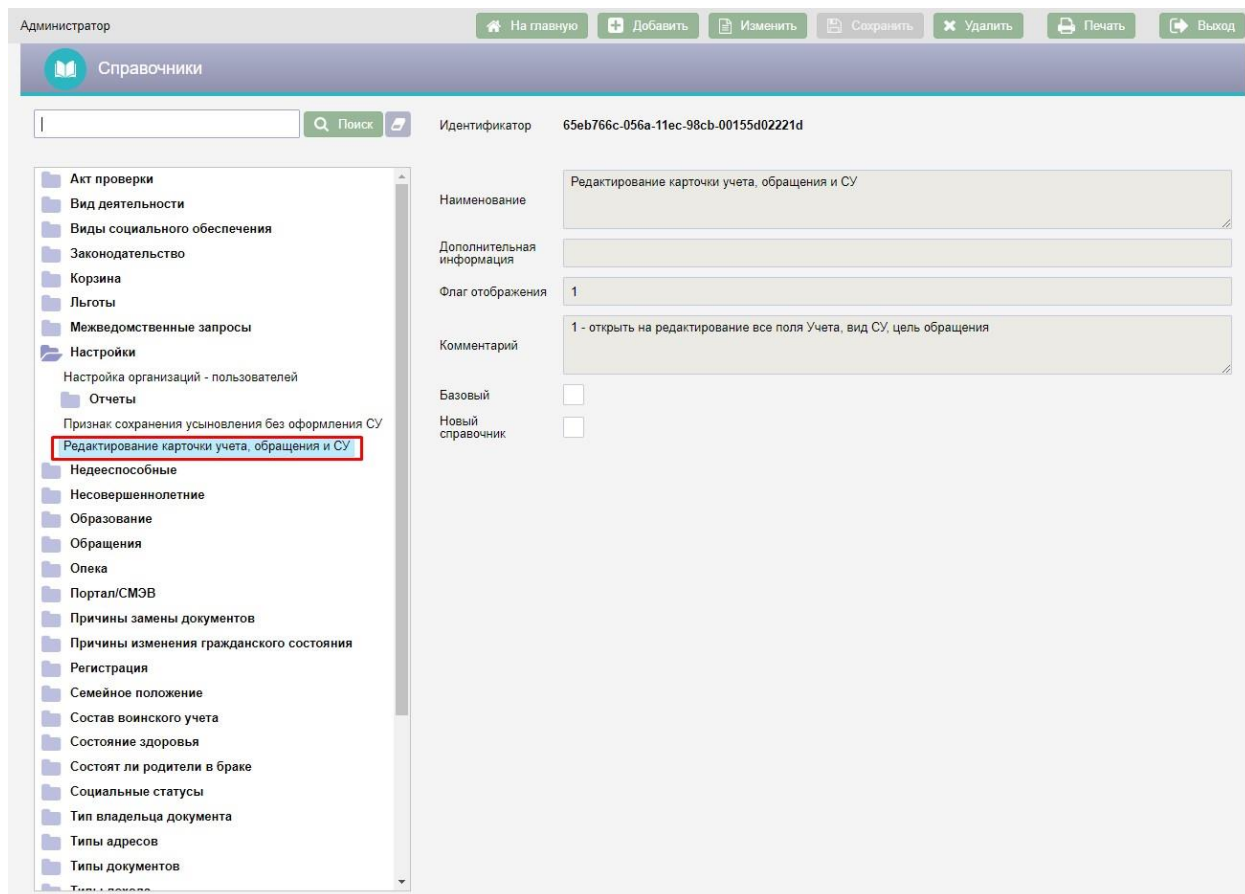 Администратор
На главную
Добавить
Изменить
Сохранить
Удалить
Печать
Выход
Справочники
Поиск
Акт проверки
Вид деятельности
Виды социального обеспечения
Законодательство
Корзина
Льготы
Межведомственные запросы
Настройки
Настройка организаций - пользователей
Отчеты
Признак сохранения усыновления без оформления СУ
Редактирование карточки учета, обращения и СУ
Недееспособные
Несовершеннолетние
Образование
Обращения
Опека
Портал/СМЭВ
Причины замены документов
Причины изменения гражданского состояния
Регистрация
Семейное положение
Состав воинского учета
Состояние здоровья
Состоят ли родители в браке
Социальные статусы
Тип владельца документа
Типы адресов
Типы документов
Типы дохода
Идентификатор 65eb766c-056a-11ec-98cb-00155d02221d
Наименование
Редактирование карточки учета, обращения и СУ
Дополнительная
информация
Флаг отображения 1
Комментарий
1 - открыть на редактирование все поля Учета, вид СУ, цель обращения
Базовый
Новый
справочник